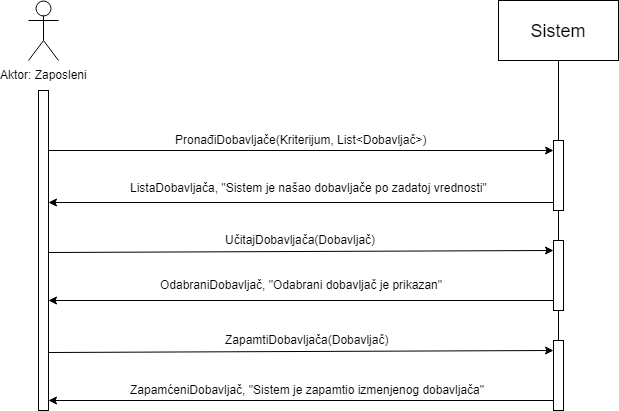 Sistem
Aktor: Zaposleni
PronađiDobavljače(Kriterijum, List<Dobavljač>)
ListaDobavljača, "Sistem je našao dobavljače po zadatoj vrednosti"
UčitajDobavljača(Dobavljač)
OdabraniDobavljač, "Odabrani dobavljač je prikazan"
ZapamtiDobavljača(Dobavljač)
ZapamćeniDobavljač, "Sistem je zapamtio izmenjenog dobavljača"